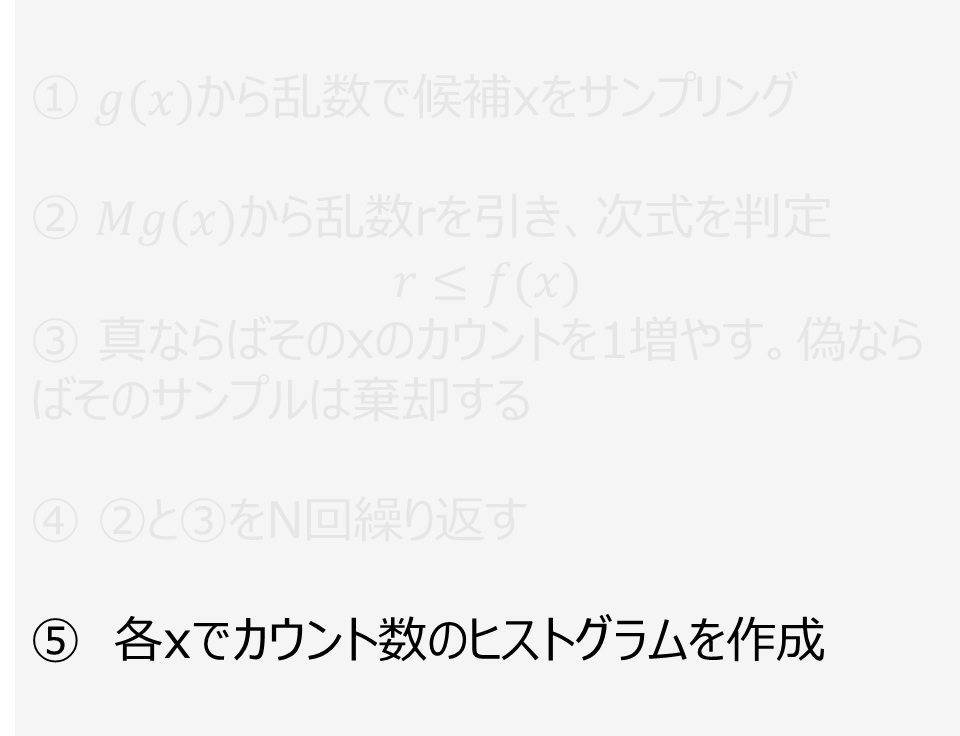 ① g(x)から乱数で候補xをサンプリング
② Mg(x)から乱数rを引き、次式を判定
r ≤ f(x)
③ 真ならばそのxのカウントを1増やす。偽なら
ばそのサンプルは棄却する
④ ②と③をN回繰り返す
⑤ 各xでカウント数のヒストグラムを作成